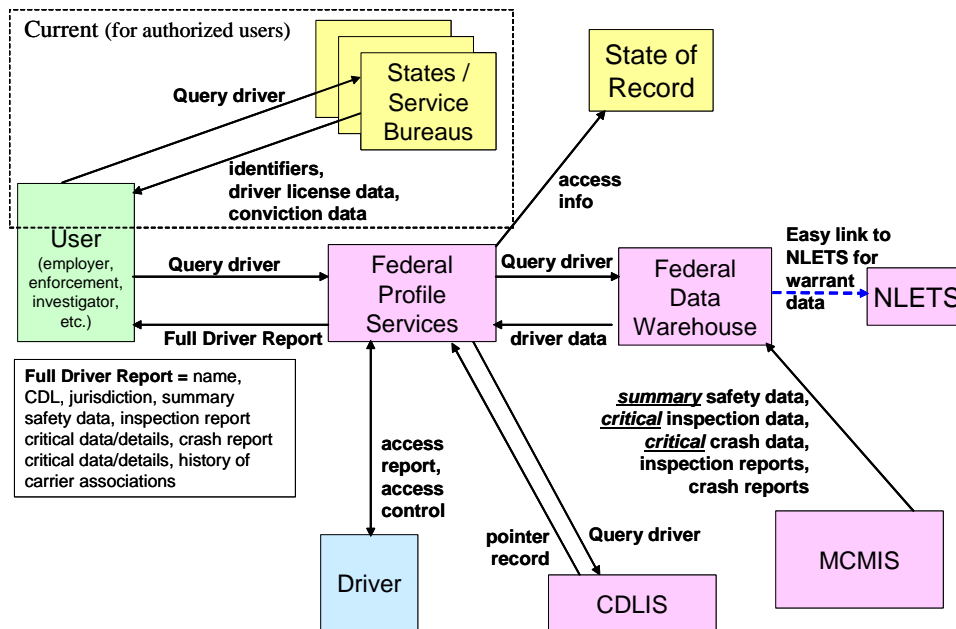 Current (for authorized users)
Query driver
States /
Service
Bureaus
identifiers,
driver license data,
conviction data
State of
Record
access
info
User
(employer,
enforcement,
investigator,
etc.)
Query driver
Full Driver Report
Federal
Profile
Services
Query driver
driver data
Federal
Data
Warehouse
Easy link to
NLETS for
warrant
data
NLETS
Full Driver Report = name,
CDL, jurisdiction, summary
safety data, inspection report
critical data/details, crash report
critical data/details, history of
carrier associations
access
report,
access
control
summary safety data,
critical inspection data,
critical crash data,
inspection reports,
crash reports
pointer
record
Query driver
Driver
CDLIS
MCMIS